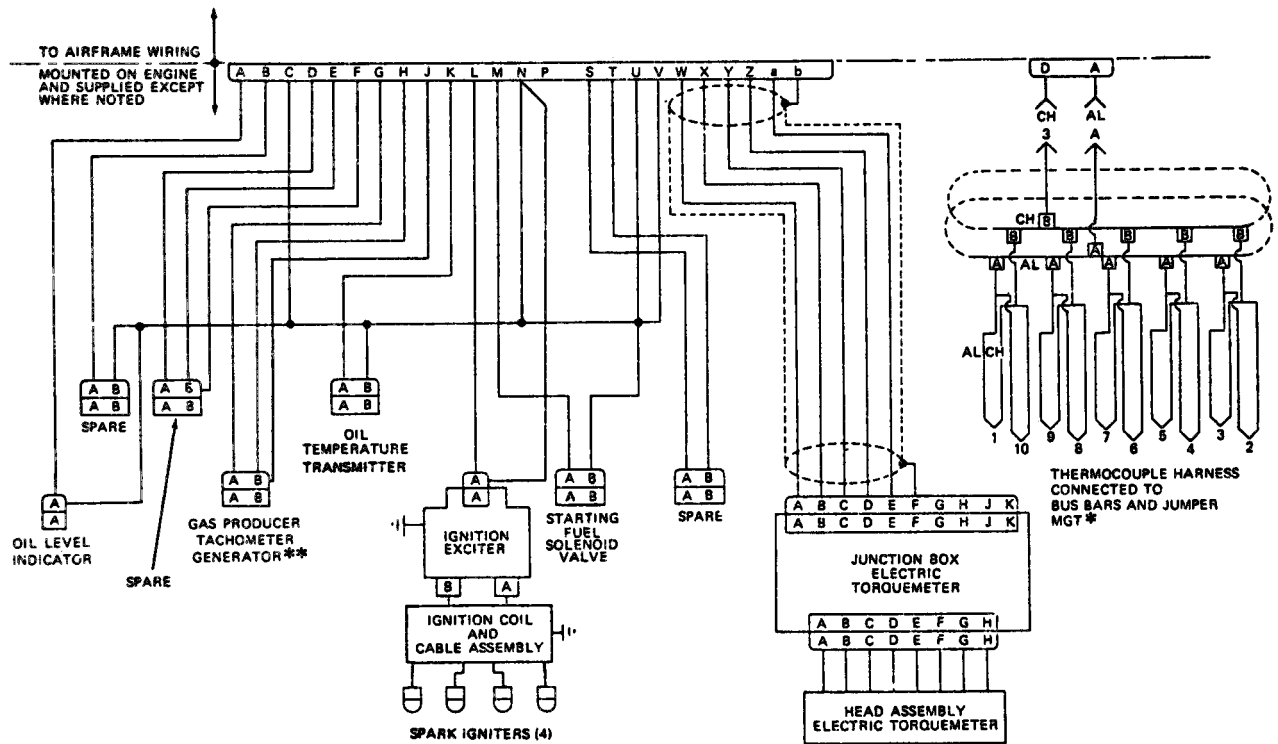 TO AIRFRAME WIRING
MOUNTED ON ENGINE
AND SUPPLIED EXCEPT
WHERE NOTED
A B C D E F G H J K L M N P S T U V W X Y Z a b
D A
CH AL
3 A
CH B
B B B B B
A
A AL A A A A
AL CH
1 10 9 8 7 6 5 4 3 2
THERMOCOUPLE HARNESS
CONNECTED TO
BUS BARS AND JUMPER
MGT*
A B
A B
SPARE
A B
A B
SPARE
A B
A B
OIL
TEMPERATURE
TRANSMITTER
A
A
OIL LEVEL
INDICATOR
A B
A B
GAS PRODUCER
TACHOMETER
GENERATOR**
A
A
IGNITION
EXCITER
B A
IGNITION COIL
AND
CABLE ASSEMBLY
SPARK IGNITERS (4)
A B
A B
STARTING
FUEL
SOLENOID
VALVE
A B
A B
SPARE
A B C D E F G H J K
A B C D E F G H J K
JUNCTION BOX
ELECTRIC
TORQUEMETER
A B C D E F G H
A B C D E F G H
HEAD ASSEMBLY
ELECTRIC TORQUEMETER